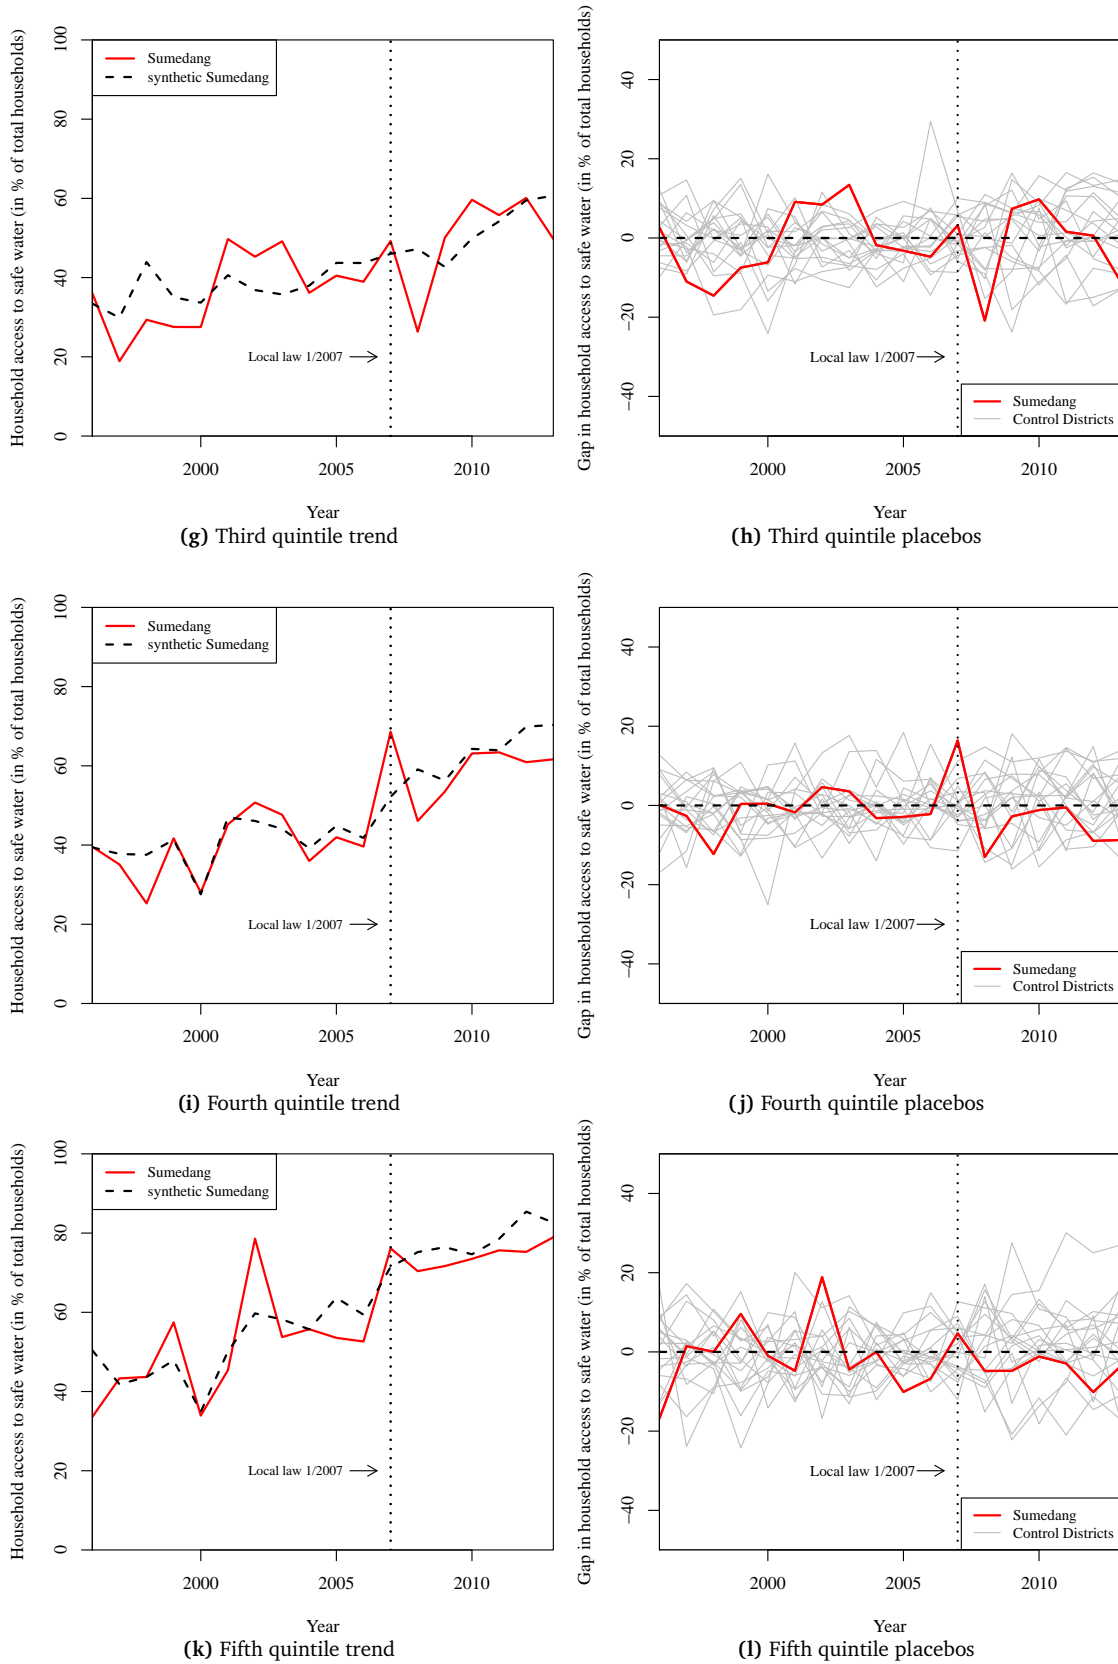 Household access to safe water (in % of total households)
100
80
60
40
20
0
Sumedang
synthetic Sumedang
Local law 1/2007
2000
2005
2010
Year
(g) Third quintile trend
Gap in household access to safe water (in % of total households)
40
20
0
−20
−40
Local law 1/2007
Sumedang
Control Districts
2000
2005
2010
Year
(h) Third quintile placebos
Household access to safe water (in % of total households)
100
80
60
40
20
0
Sumedang
synthetic Sumedang
Local law 1/2007
2000
2005
2010
Year
(i) Fourth quintile trend
Gap in household access to safe water (in % of total households)
40
20
0
−20
−40
Local law 1/2007
Sumedang
Control Districts
2000
2005
2010
Year
(j) Fourth quintile placebos
Household access to safe water (in % of total households)
100
80
60
40
20
0
Sumedang
synthetic Sumedang
Local law 1/2007
2000
2005
2010
Year
(k) Fifth quintile trend
Gap in household access to safe water (in % of total households)
40
20
0
−20
−40
Local law 1/2007
Sumedang
Control Districts
2000
2005
2010
Year
(l) Fifth quintile placebos